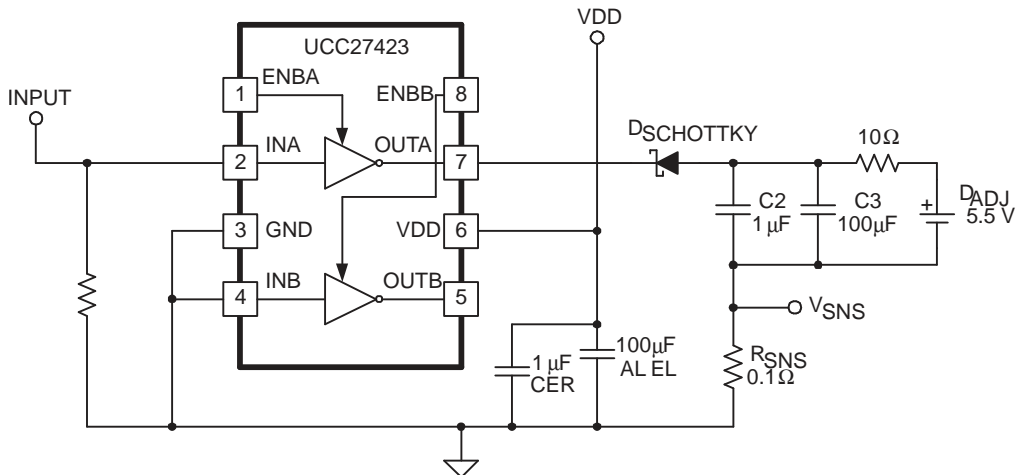 VDD
UCC27423
INPUT
1
ENBA
ENBB
8
2
INA
OUTA
7
DSCHOTTKY
10Ω
3
GND
VDD
6
C2
1 μF
C3
100μF
+
DADJ
5.5 V
4
INB
OUTB
5
VSNS
1 μF
CER
100μF
AL EL
RSNS
0.1Ω